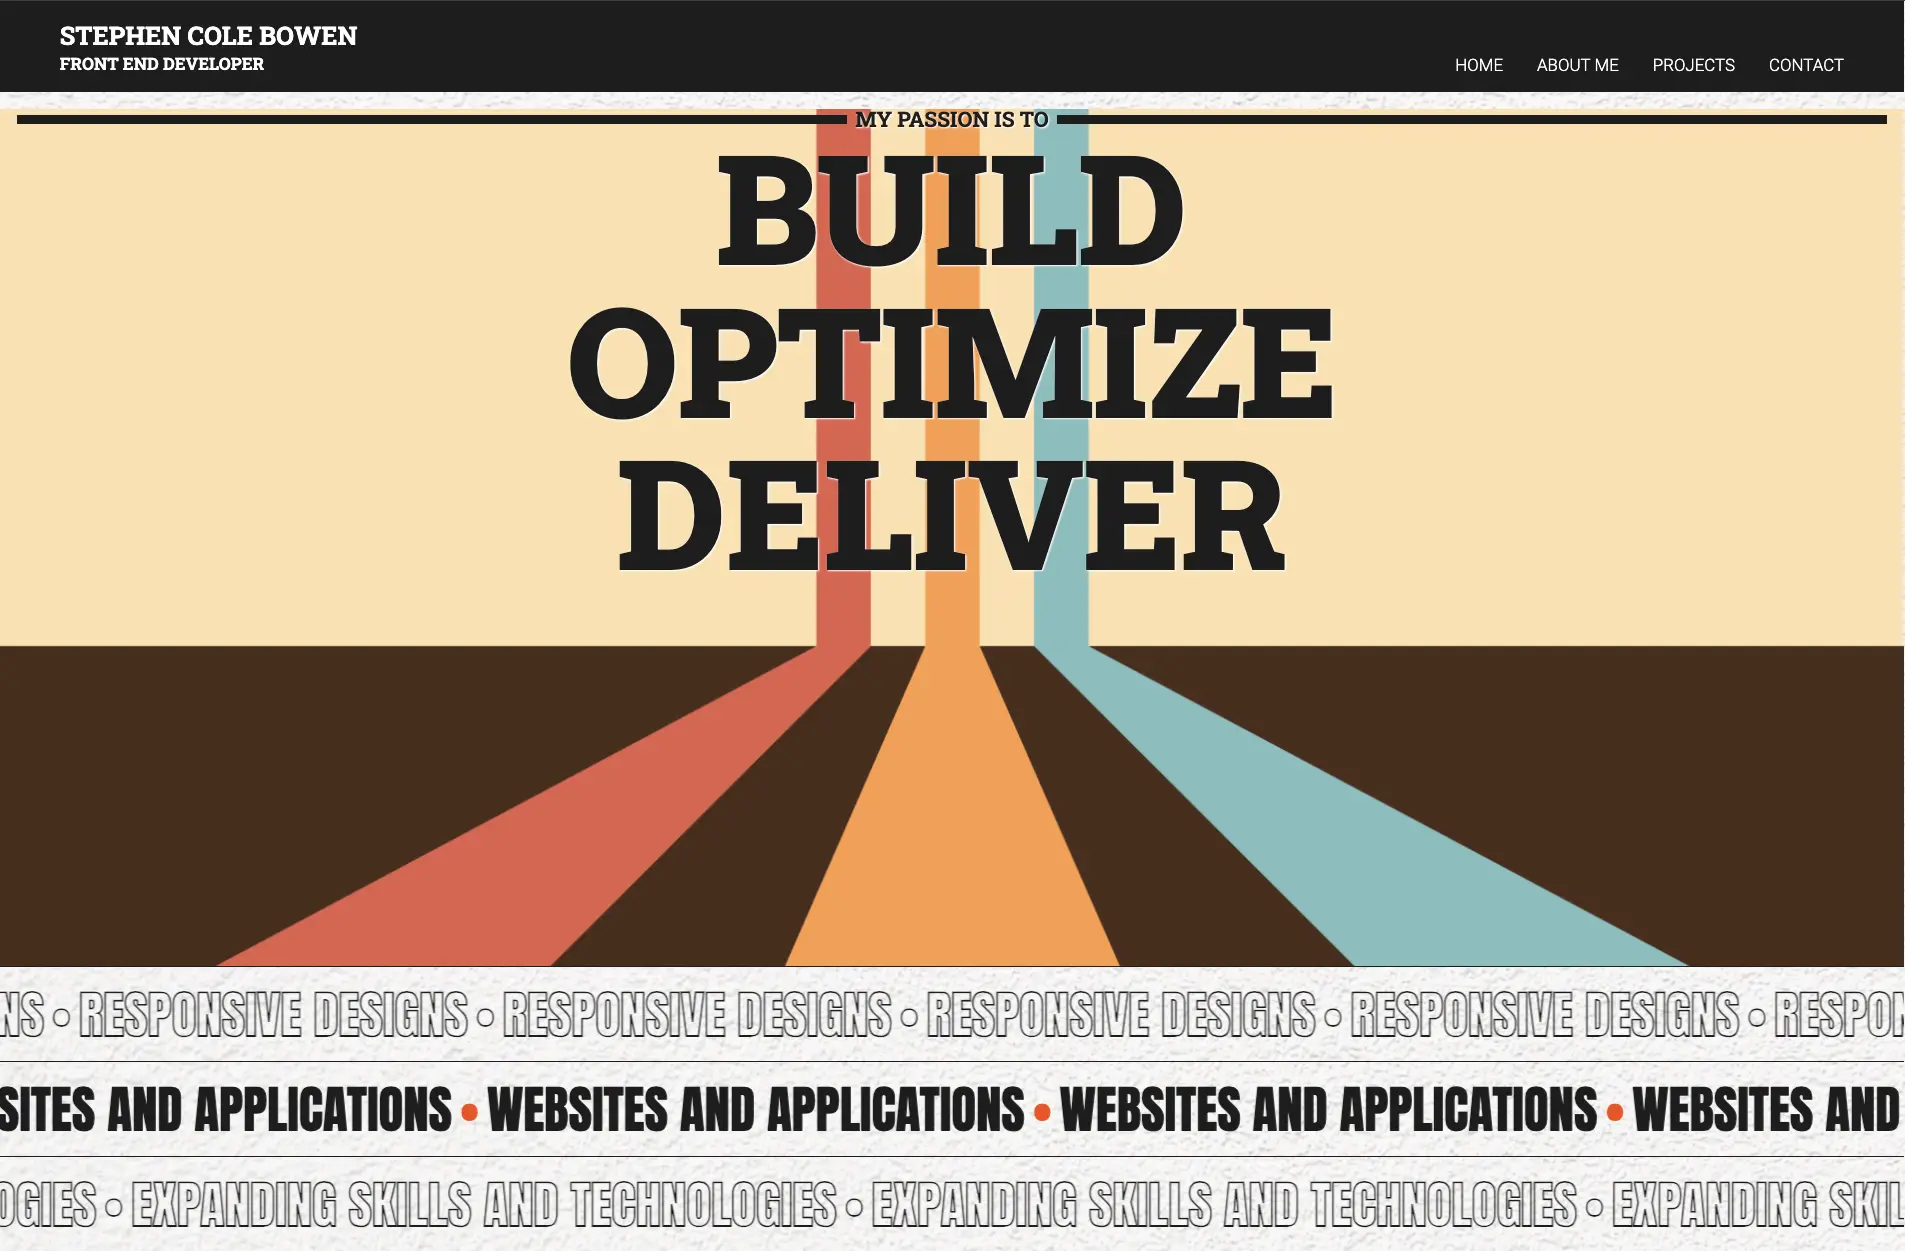 STEPHEN COLE BOWEN
FRONT END DEVELOPER
HOME ABOUT ME PROJECTS CONTACT
MY PASSION IS TO
BUILD
OPTIMIZE
DELIVER
NS • RESPONSIVE DESIGNS • RESPONSIVE DESIGNS • RESPONSIVE DESIGNS • RESPONSIVE DESIGNS • RESPON
SITES AND APPLICATIONS • WEBSITES AND APPLICATIONS • WEBSITES AND APPLICATIONS • WEBSITES AND
OGIES • EXPANDING SKILLS AND TECHNOLOGIES • EXPANDING SKILLS AND TECHNOLOGIES • EXPANDING SKIL